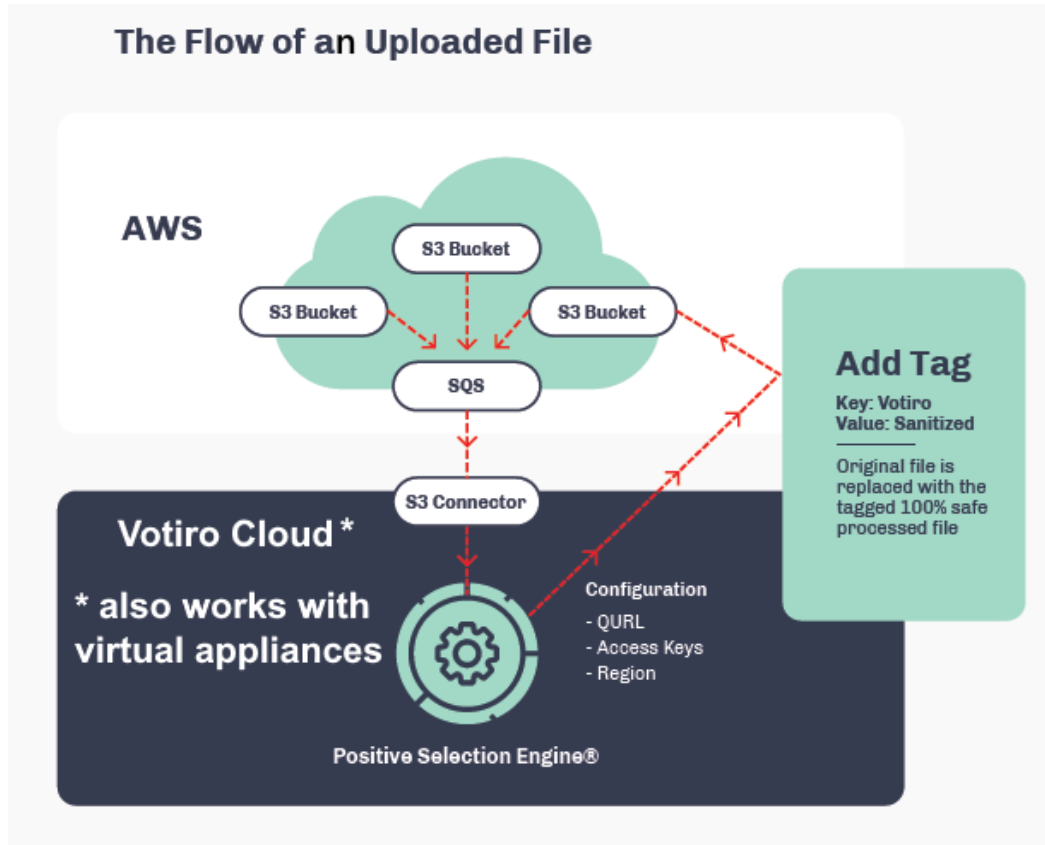 The Flow of an Uploaded File
AWS
S3 Bucket
S3 Bucket
S3 Bucket
SQS
Add Tag
Key: Votiro
Value: Sanitized
Original file is
replaced with the
tagged 100% safe
processed file
S3 Connector
Votiro Cloud *
* also works with
virtual appliances
Configuration
- QURL
- Access Keys
- Region
Positive Selection Engine®